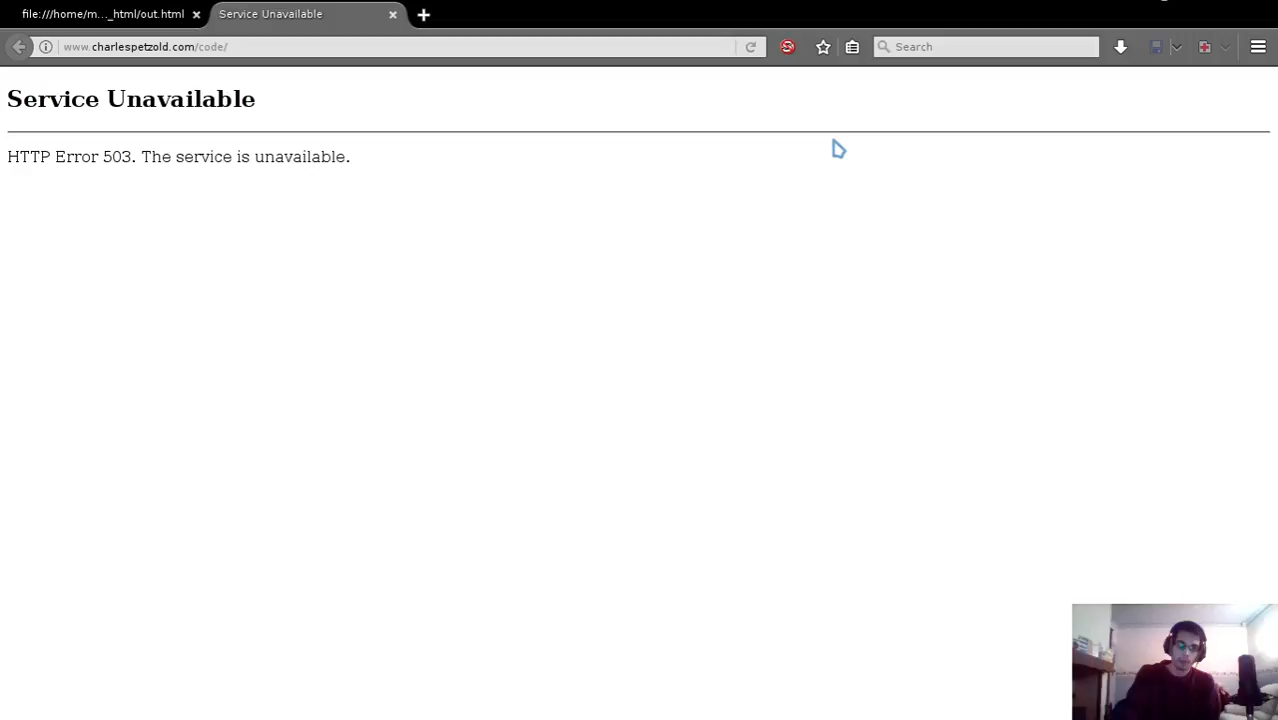 file:///home/m..._html/out.html
Service Unavailable
www.charlespetzold.com/code/
Search
Service Unavailable
HTTP Error 503. The service is unavailable.